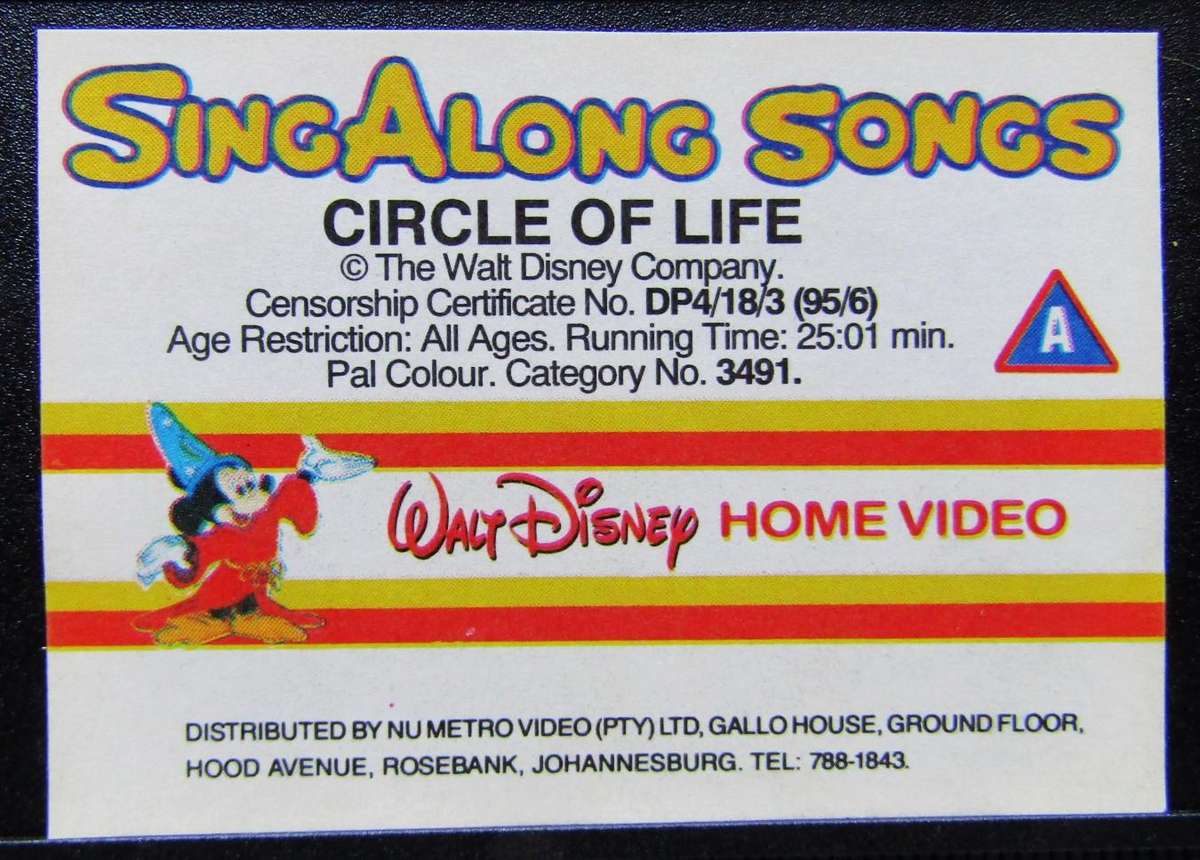 SING ALONG SONGS
CIRCLE OF LIFE
© The Walt Disney Company.
Censorship Certificate No. DP4/18/3 (95/6)
Age Restriction: All Ages. Running Time: 25:01 min.
Pal Colour. Category No. 3491.
A
WALT DISNEY HOME VIDEO
DISTRIBUTED BY NU METRO VIDEO (PTY) LTD, GALLO HOUSE, GROUND FLOOR,
HOOD AVENUE, ROSEBANK, JOHANNESBURG. TEL: 788-1843.